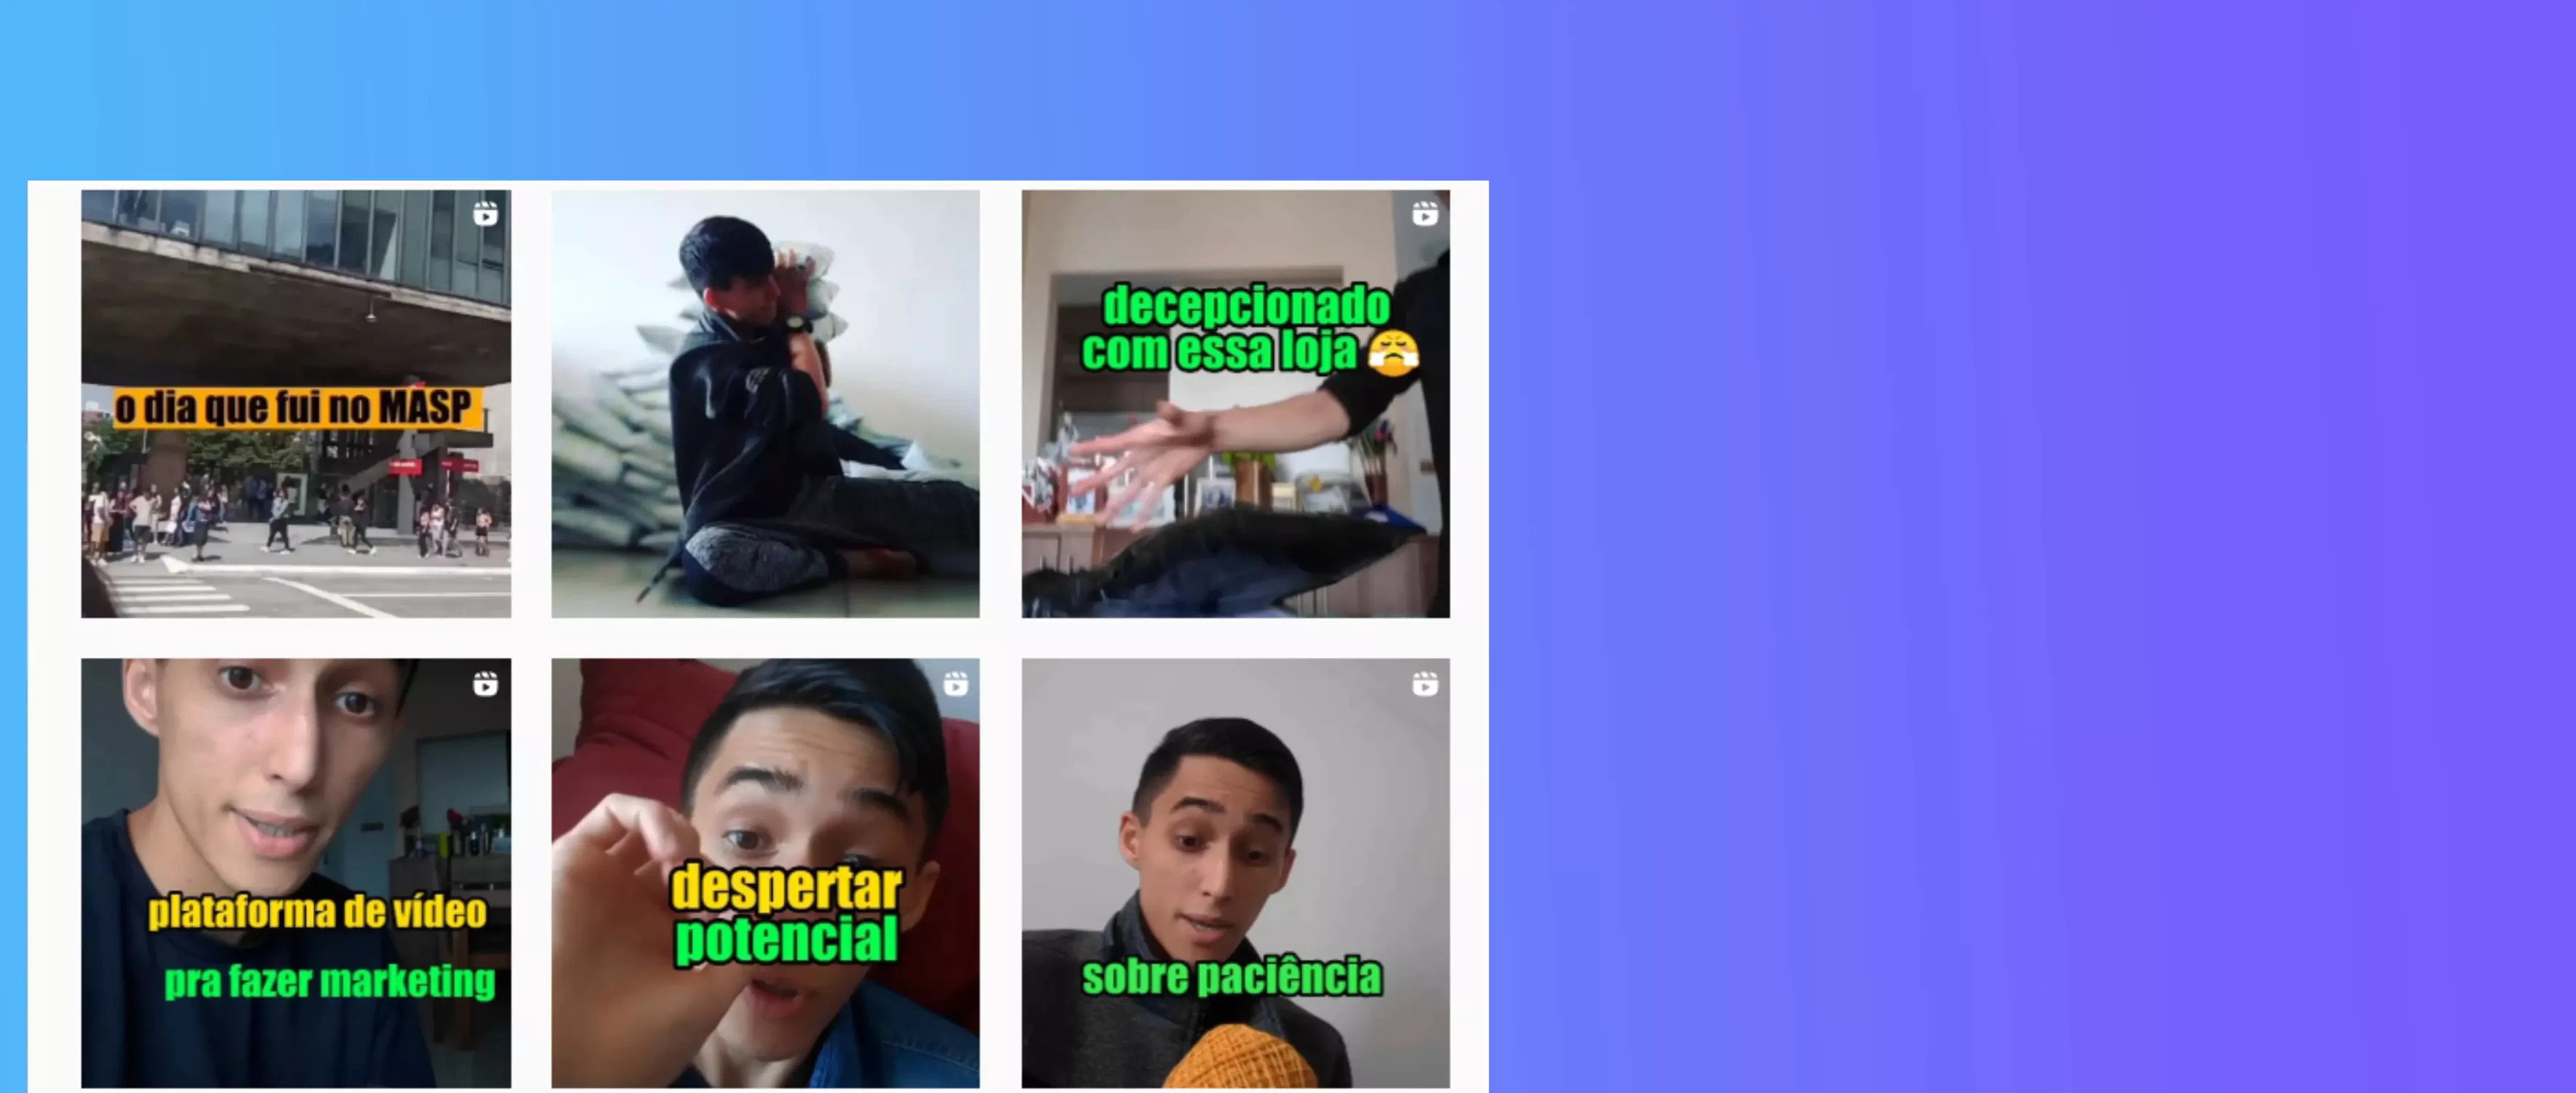 o dia que fui no MASP
decepcionado
com essa loja 😤
plataforma de vídeo
pra fazer marketing
despertar
potencial
sobre paciência